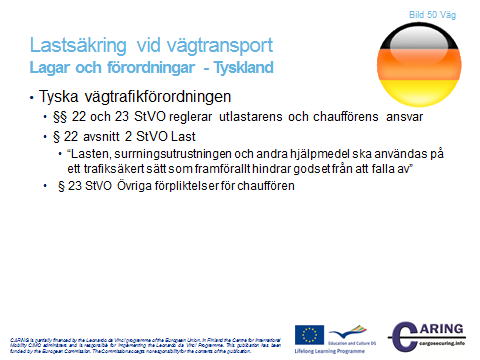 Bild 50 Väg
Lastsäkring vid vägtransport
Lagar och förordningar - Tyskland
• Tyska vägtrafikförordningen
• §§ 22 och 23 StVO reglerar utlastarens och chaufförens ansvar
• § 22 avsnitt 2 StVO Last
• “Lasten, surrningsutrustningen och andra hjälpmedel ska användas på
ett trafiksäkert sätt som framförallt hindrar godset från att falla av”
• § 23 StVO Övriga förpliktelser för chauffören
CARING is partially financed by the Leonardo da Vinci programme of the European Union. In Finland the Centre for International
Mobility CIMO administers and is responsible for implementing the Leonardo da Vinci Programme. This publication has been
funded by the European Commission. The Commission accepts no responsibility for the contents of the publication.
Education and Culture DG
Lifelong Learning Programme
CARING
cargosecuring.info